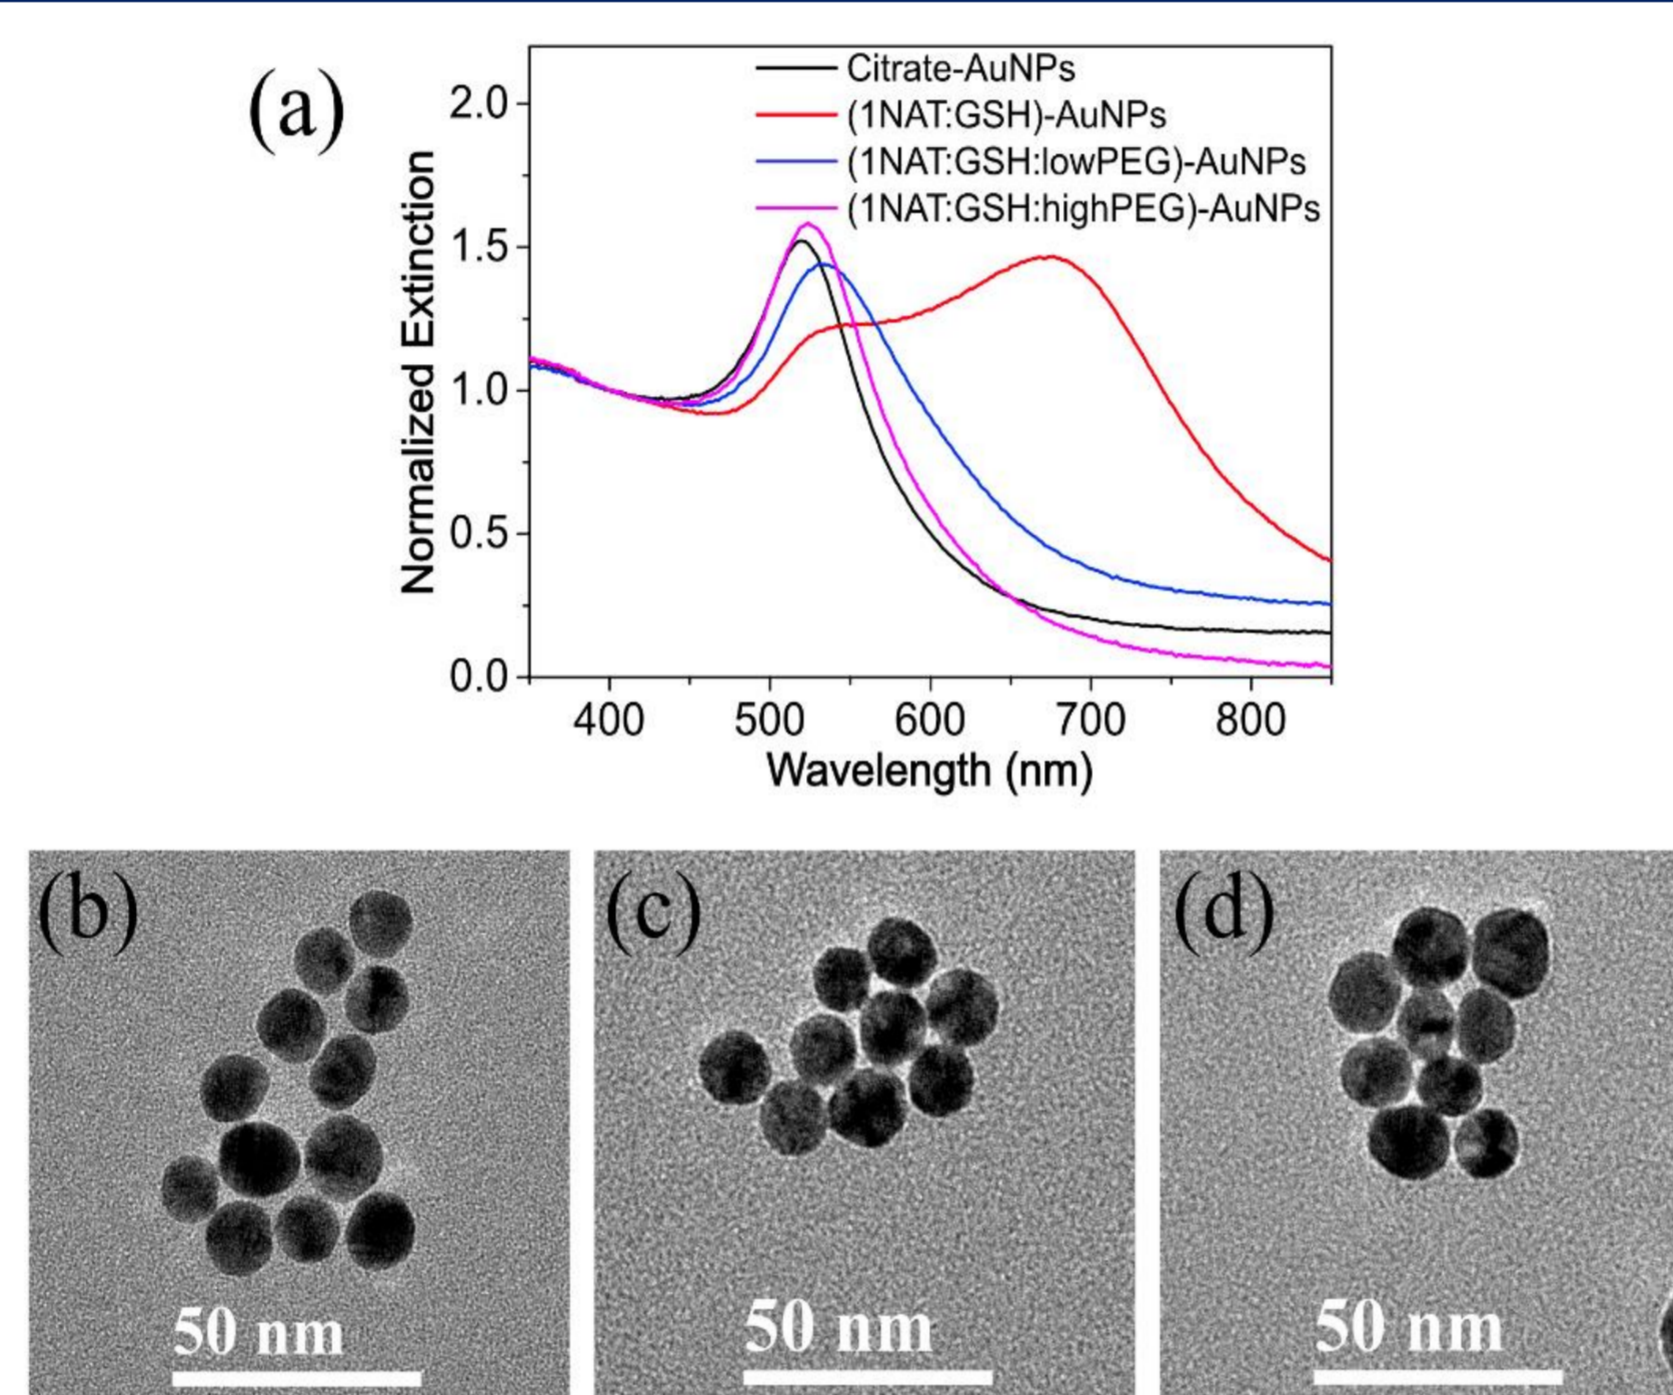 (a)
Citrate-AuNPs
(1NAT:GSH)-AuNPs
(1NAT:GSH:lowPEG)-AuNPs
(1NAT:GSH:highPEG)-AuNPs
Normalized Extinction
2.0
1.5
1.0
0.5
0.0
400 500 600 700 800
Wavelength (nm)
(b) (c) (d)
50 nm 50 nm 50 nm